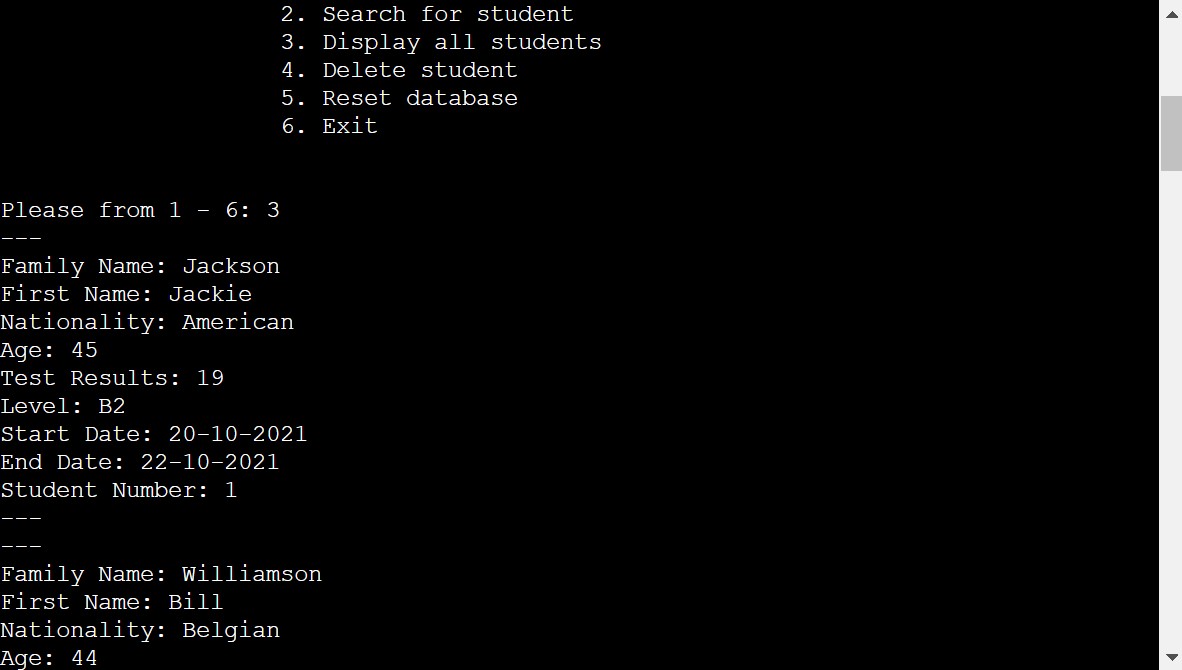 2. Search for student
3. Display all students
4. Delete student
5. Reset database
6. Exit
Please from 1 - 6: 3
---
Family Name: Jackson
First Name: Jackie
Nationality: American
Age: 45
Test Results: 19
Level: B2
Start Date: 20-10-2021
End Date: 22-10-2021
Student Number: 1
---
---
Family Name: Williamson
First Name: Bill
Nationality: Belgian
Age: 44